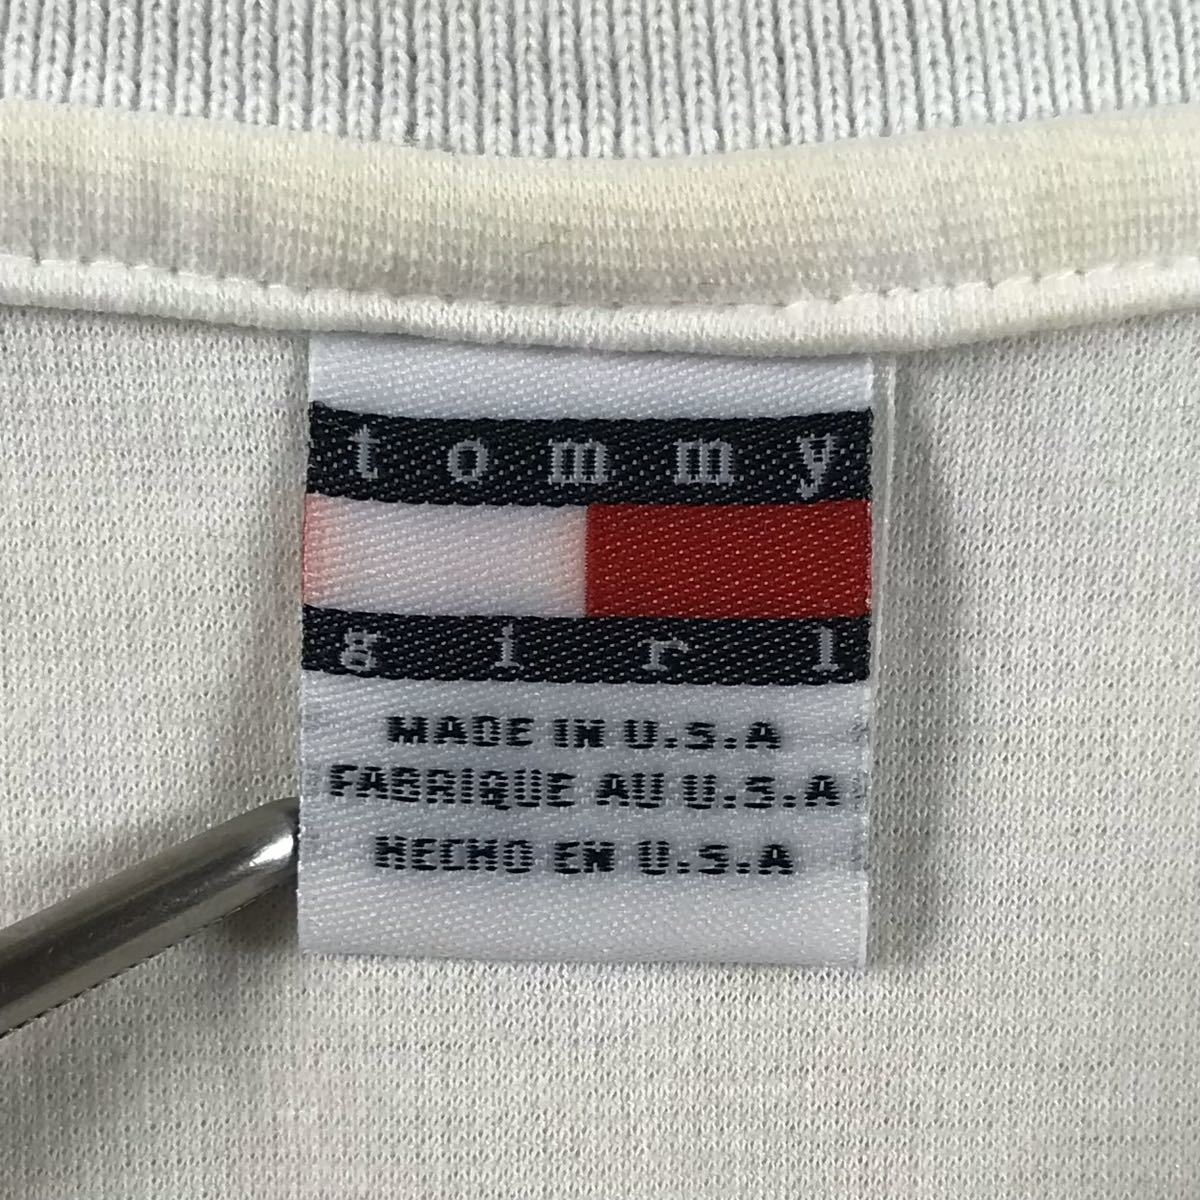 tommy
girl
MADE IN U.S.A
FABRIQUE AU U.S.A
HECHO EN U.S.A